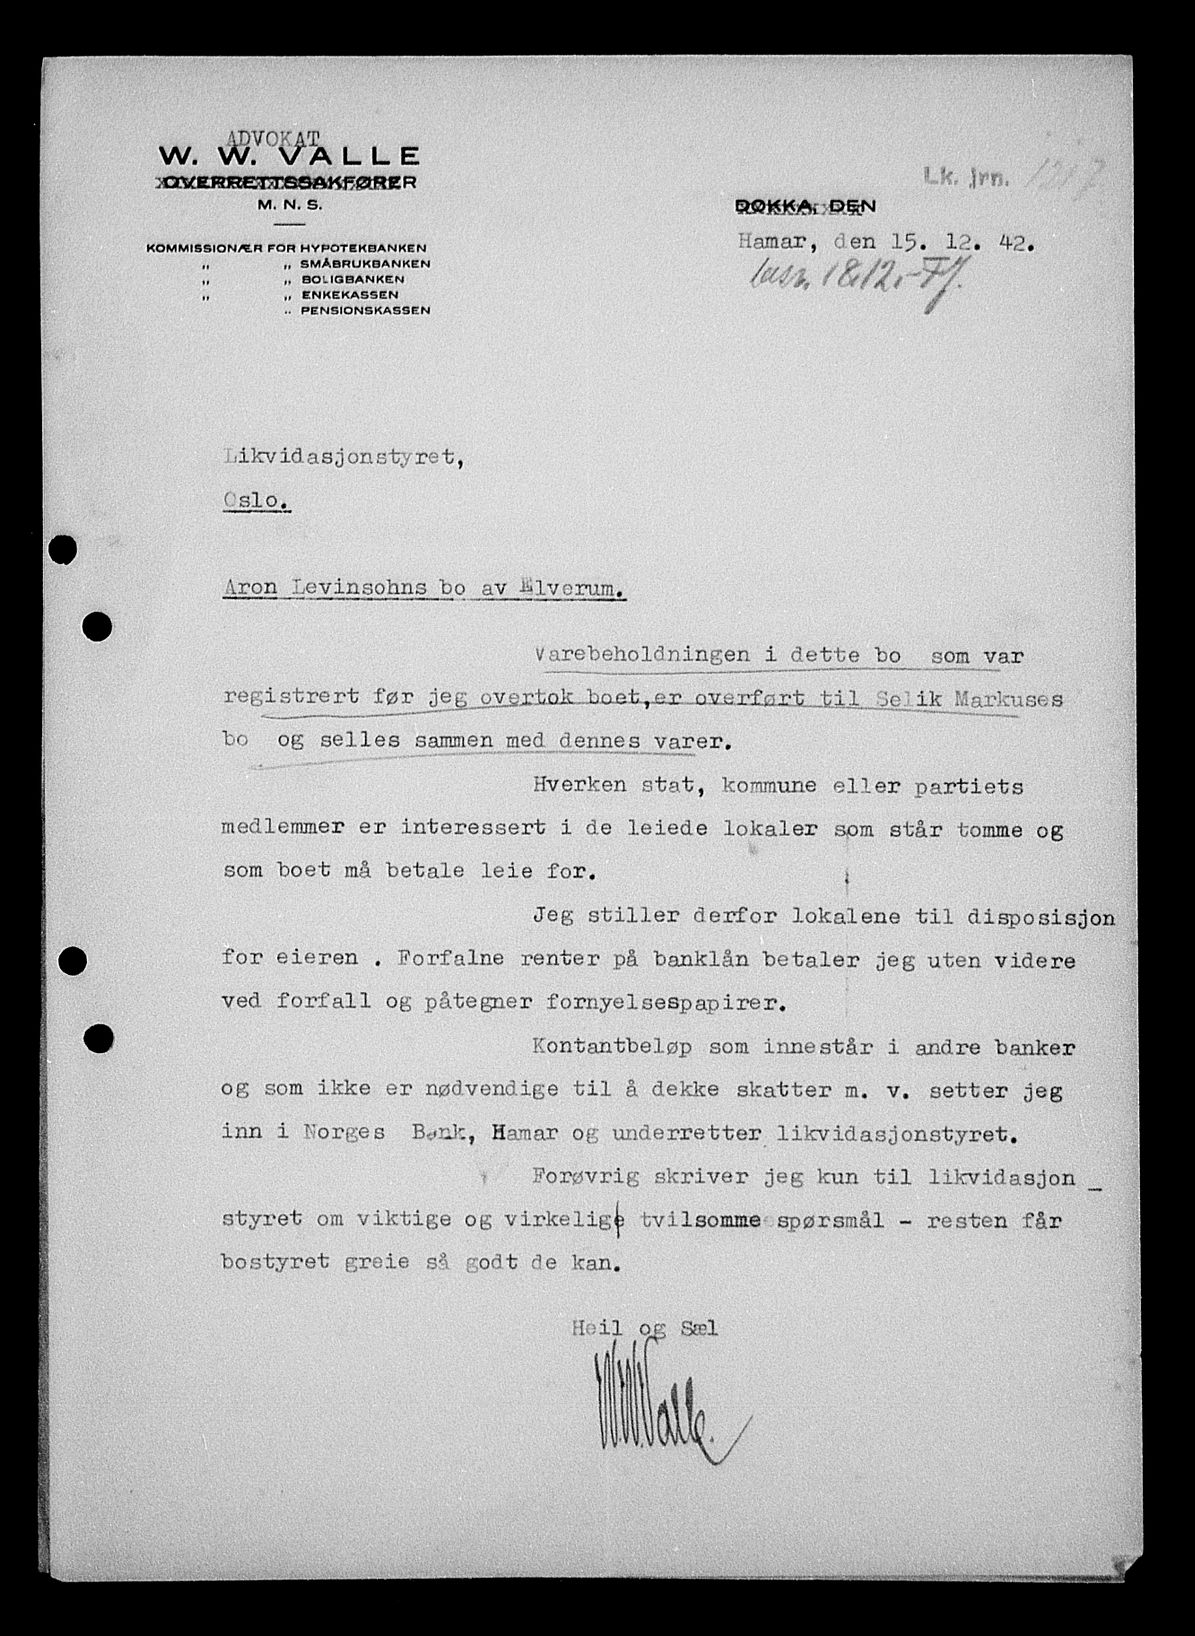 ADVOKAT
W. W. VALLE
OVERRETTSSAKFØRER
M. N. S.
KOMMISSIONÆR FOR HYPOTEKBANKEN
„ „ SMÅBRUKBANKEN
„ „ BOLIGBANKEN
„ „ ENKEKASSEN
„ PENSIONSKASSEN
Lk. jrn. 1217
DOKKA, DEN
Hamar, den 15. 12. 42.
besv. 18.12.
Likvidasjonstyret,
Oslo.
Aron Levinsohns bo av Elverum.
Varebeholdningen i dette bo som var
registrert før jeg overtok boet,er overført til Selik Markuses
bo og selles sammen med dennes varer.
Hverken stat, kommune eller partiets
medlemmer er interessert i de leiede lokaler som står tomme og
som boet må betale leie for.
Jeg stiller derfor lokalene til disposisjon
for eieren . Forfalne renter på banklån betaler jeg uten videre
ved forfall og påtegner fornyelsespapirer.
Kontantbeløp som innestår i andre banker
og som ikke er nødvendige til å dekke skatter m. v. setter jeg
inn i Norges Bank, Hamar og underretter likvidasjonstyret.
Forøvrig skriver jeg kun til likvidasjon_
styret om viktige og virkelige tvilsomme spørsmål - resten får
bostyret greie så godt de kan.
Heil og Sæl
W.W.Valle.